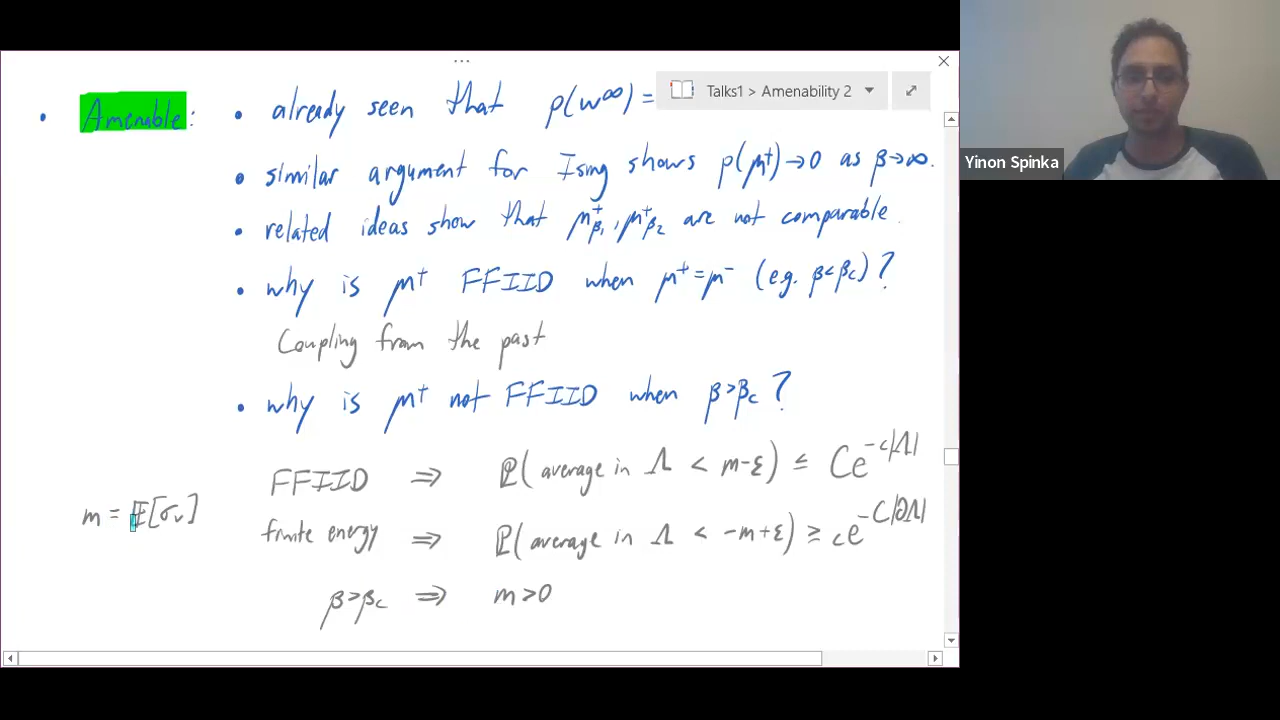 • Amenable: • already seen that p(w^∞) =
Talks1 > Amenability 2
Yinon Spinka
• similar argument for Ising shows p(μ⁺) → 0 as β→∞.
• related ideas show that μ⁺_β₁, μ⁺_β₂ are not comparable.
• why is μ⁺ FFIID when μ⁺=μ⁻ (e.g. β<β_c)?
Coupling from the past
• why is μ⁺ not FFIID when β>β_c?
FFIID ⇒ ℙ(average in Λ < m-ε) ≤ Ce^{-c|Λ|}
m = 𝔼[σ_v]
finite energy ⇒ ℙ(average in Λ < -m+ε) ≥ ce^{-C|∂Λ|}
β>β_c ⇒ m>0